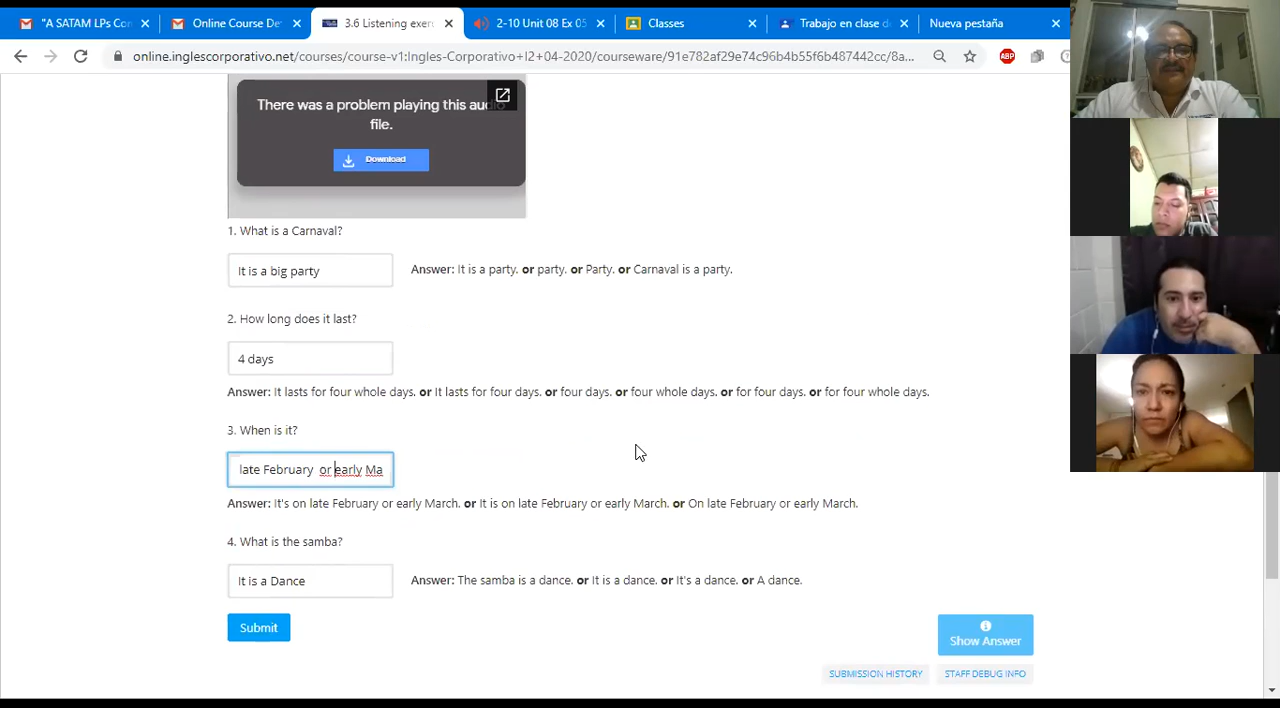 "A SATAM LPs Con
Online Course De
3.6 Listening exer
2-10 Unit 08 Ex 05
Classes
Trabajo en clase d
Nueva pestaña
online.inglescorporativo.net/courses/course-v1:Ingles-Corporativo+I2+04-2020/courseware/91e782af29e74c96b4b55f6b487442cc/8a...
ABP
There was a problem playing this audio
file.
Download
1. What is a Carnaval?
It is a big party
Answer: It is a party. or party. or Party. or Carnaval is a party.
2. How long does it last?
4 days
Answer: It lasts for four whole days. or It lasts for four days. or four days. or four whole days. or for four days. or for four whole days.
3. When is it?
late February or early Ma
Answer: It's on late February or early March. or It is on late February or early March. or On late February or early March.
4. What is the samba?
It is a Dance
Answer: The samba is a dance. or It is a dance. or It's a dance. or A dance.
Submit
Show Answer
SUBMISSION HISTORY
STAFF DEBUG INFO